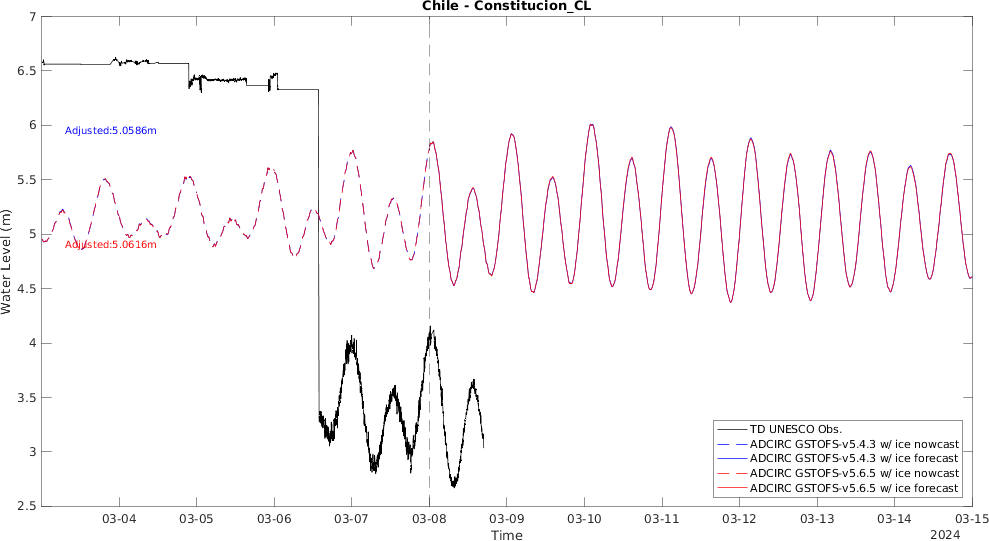 Chile - Constitucion_CL
7
6.5
6
5.5
5
4.5
4
3.5
3
2.5
Water Level (m)
Adjusted:5.0586m
Adjusted:5.0616m
TD UNESCO Obs.
ADCIRC GSTOFS-v5.4.3 w/ ice nowcast
ADCIRC GSTOFS-v5.4.3 w/ ice forecast
ADCIRC GSTOFS-v5.6.5 w/ ice nowcast
ADCIRC GSTOFS-v5.6.5 w/ ice forecast
03-04 03-05 03-06 03-07 03-08 03-09 03-10 03-11 03-12 03-13 03-14 03-15
Time
2024